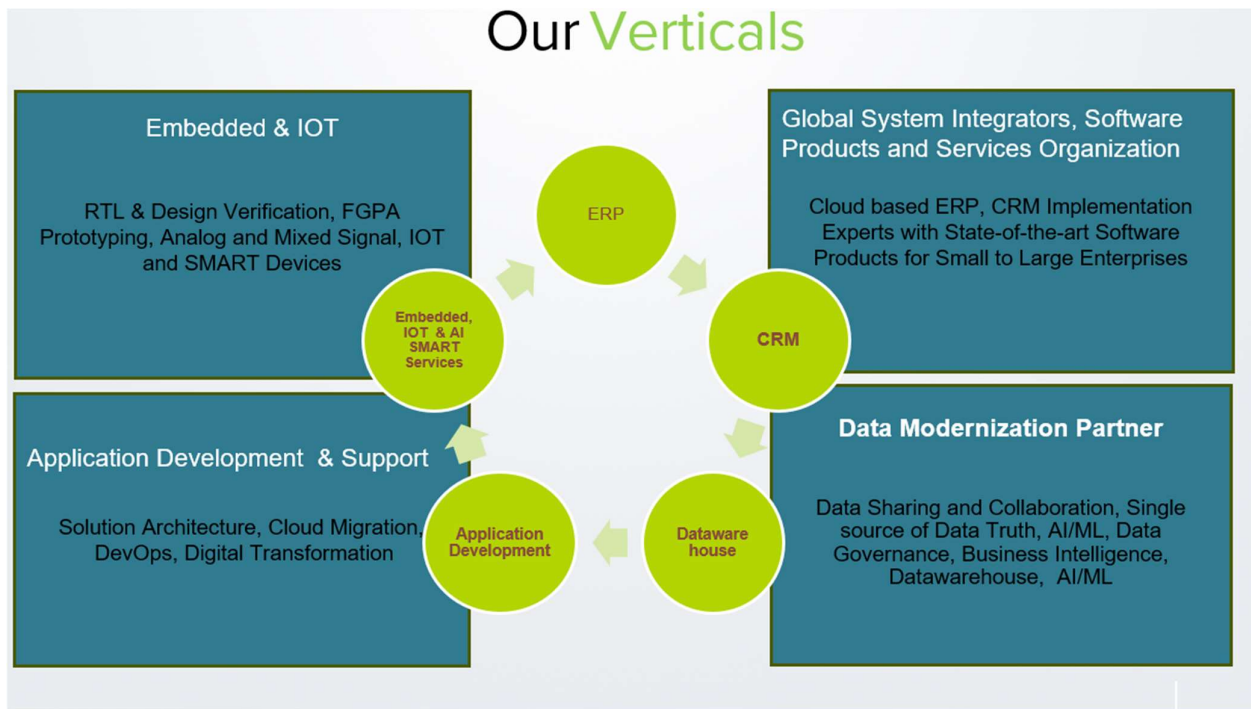 Our Verticals
Embedded & IOT
RTL & Design Verification, FGPA
Prototyping, Analog and Mixed Signal, IOT
and SMART Devices
Global System Integrators, Software
Products and Services Organization
Cloud based ERP, CRM Implementation
Experts with State-of-the-art Software
Products for Small to Large Enterprises
ERP
CRM
Dataware
house
Application
Development
Embedded,
IOT & AI
SMART
Services
Application Development & Support
Solution Architecture, Cloud Migration,
DevOps, Digital Transformation
Data Modernization Partner
Data Sharing and Collaboration, Single
source of Data Truth, AI/ML, Data
Governance, Business Intelligence,
Datawarehouse, AI/ML